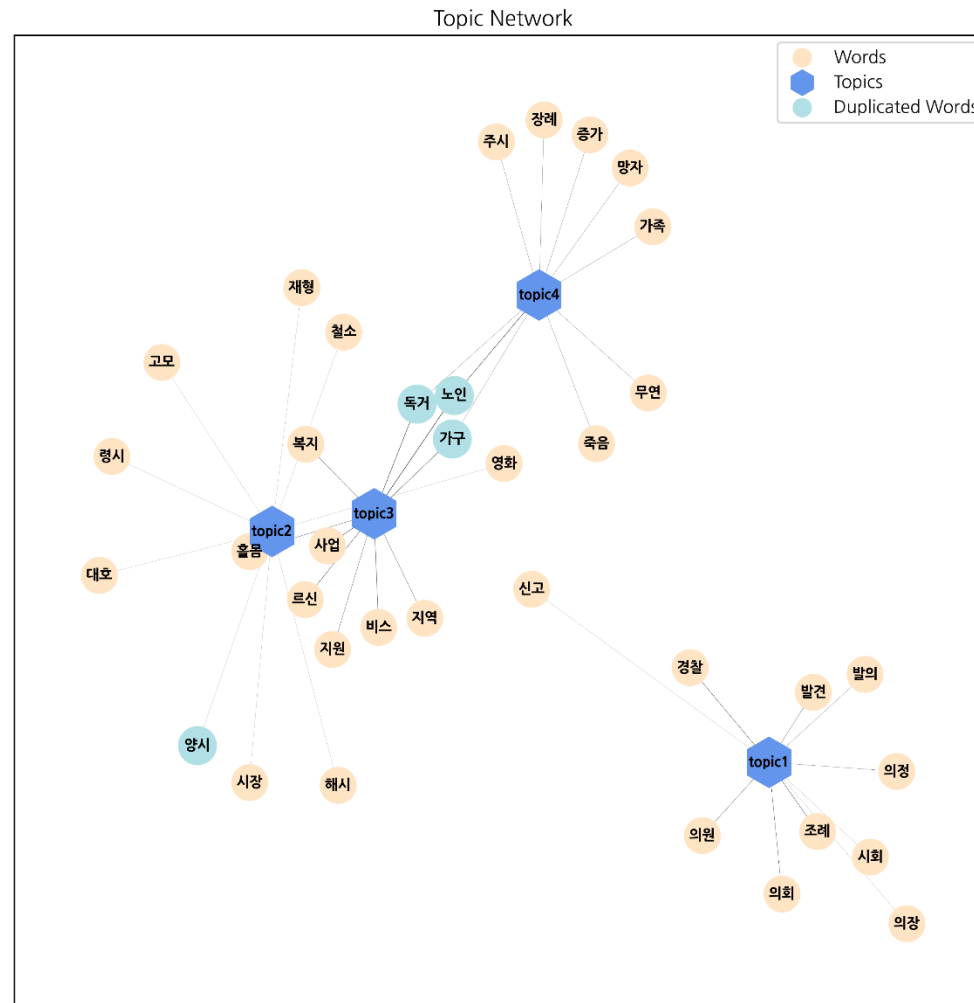 Topic Network
Words
Topics
Duplicated Words
장례
증가
주시
망자
가족
재형
topic4
철소
고모
노인
무연
독거
가구
죽음
복지
령시
영화
topic3
topic2
사업
홀몸
대호
신고
르신
지역
비스
지원
경찰
발의
발견
양시
topic1
의정
시장
해시
조례
의원
시회
의회
의장